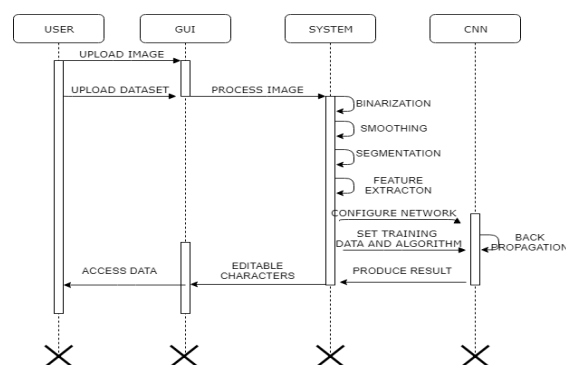 USER
GUI
SYSTEM
CNN
UPLOAD IMAGE
UPLOAD DATASET
PROCESS IMAGE
BINARIZATION
SMOOTHING
SEGMENTATION
FEATURE
EXTRACTON
CONFIGURE NETWORK
SET TRAINING
DATA AND ALGORITHM
BACK
PROPAGATION
ACCESS DATA
EDITABLE
CHARACTERS
PRODUCE RESULT